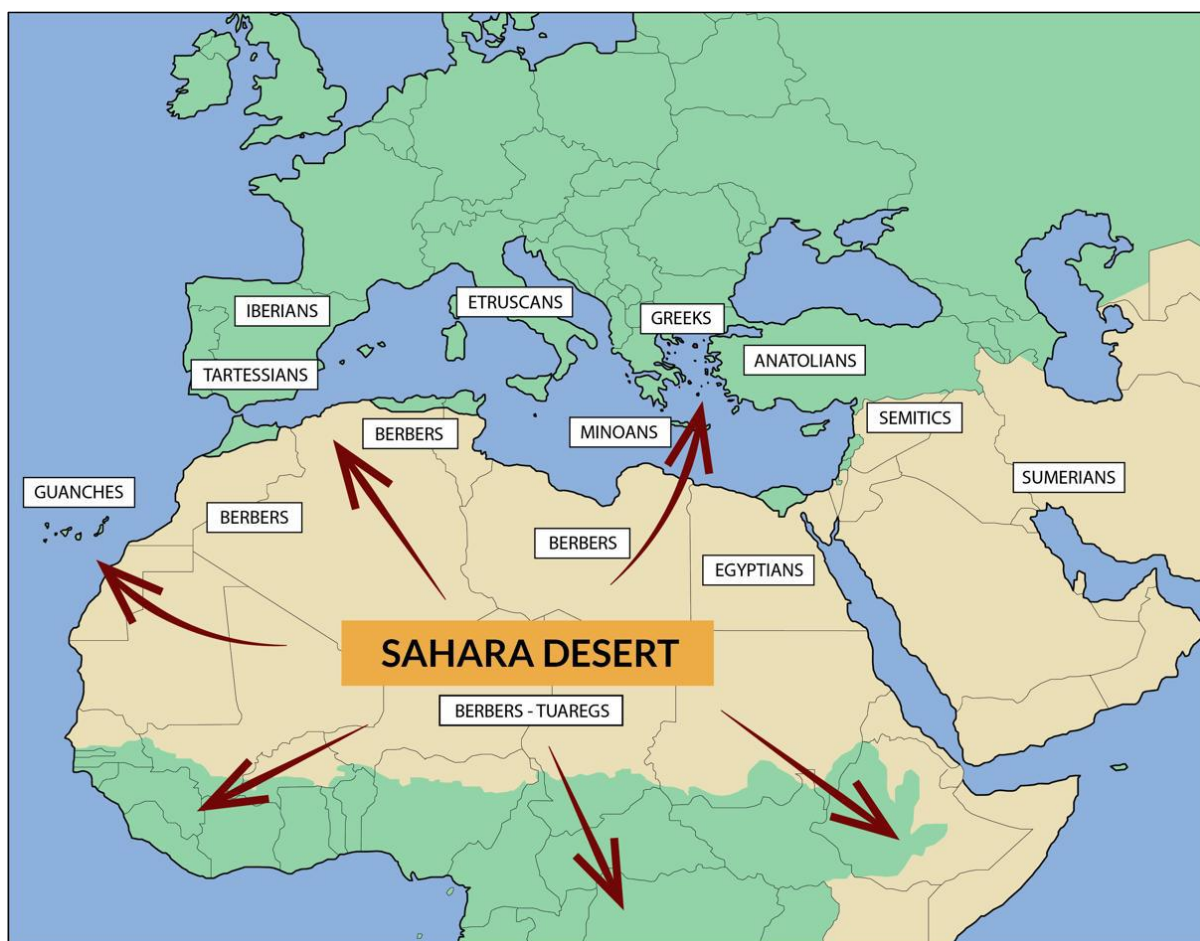 IBERIANS
ETRUSCANS
GREEKS
TARTESSIANS
ANATOLIANS
BERBERS
MINOANS
SEMITICS
GUANCHES
SUMERIANS
BERBERS
BERBERS
EGYPTIANS
SAHARA DESERT
BERBERS - TUAREGS